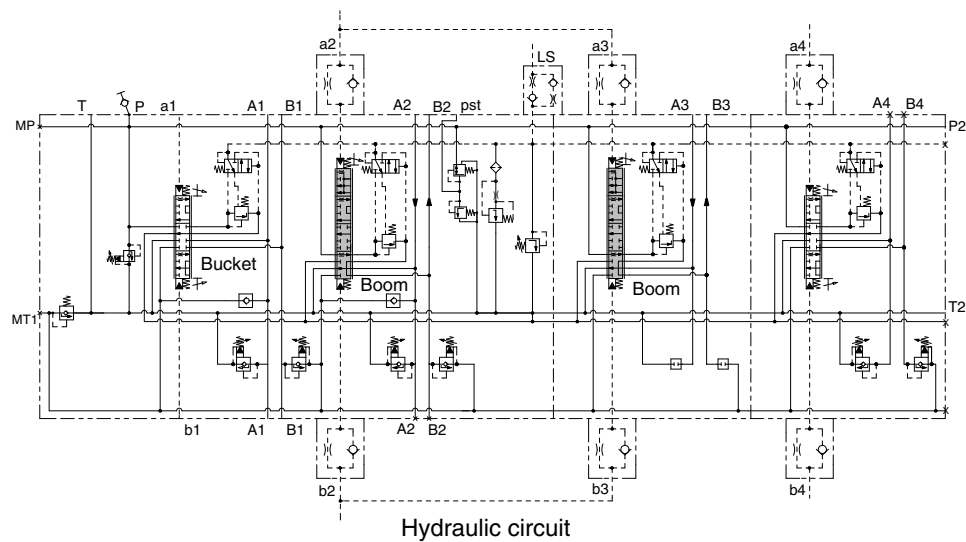 a2 a3 a4
LS
T P a1 A1 B1 A2 B2 pst A3 B3 A4 B4
MP P2
Bucket Boom Boom
MT1 T2
b1 A1 B1 A2 B2
b2 b3 b4
Hydraulic circuit